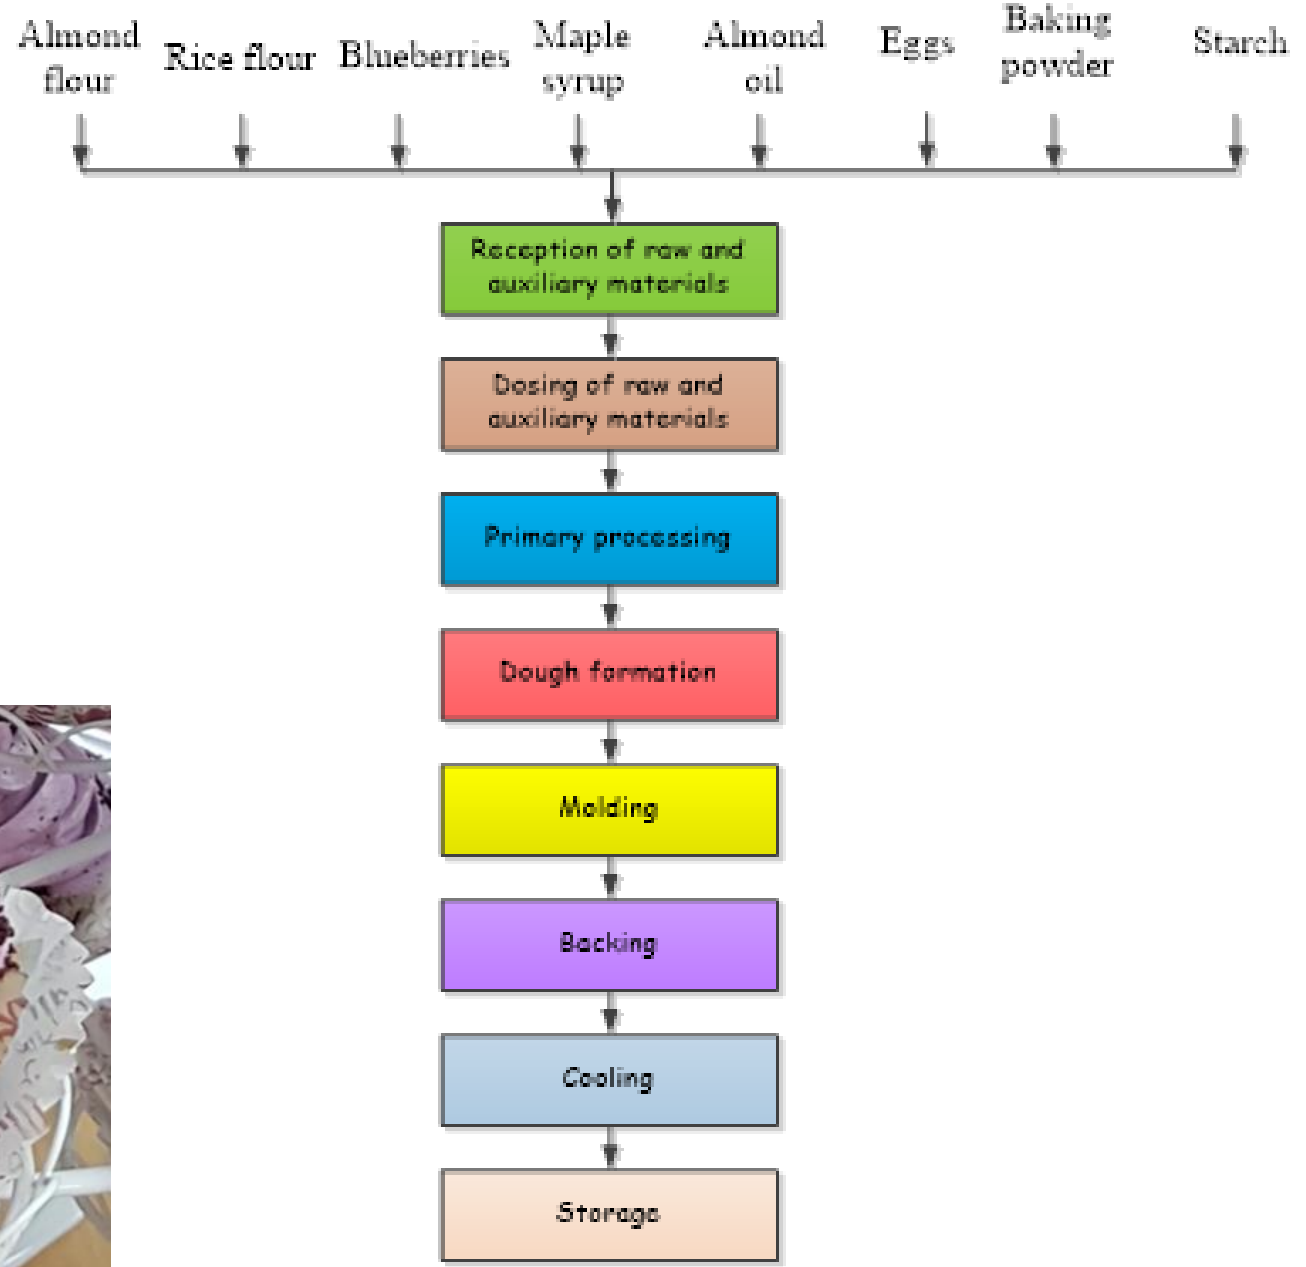 Almond
flour
Rice flour
Blueberries
Maple
syrup
Almond
oil
Eggs
Baking
powder
Starch
Reception of raw and
auxiliary materials
Dosing of raw and
auxiliary materials
Primary processing
Dough formation
Molding
Backing
Cooling
Storage